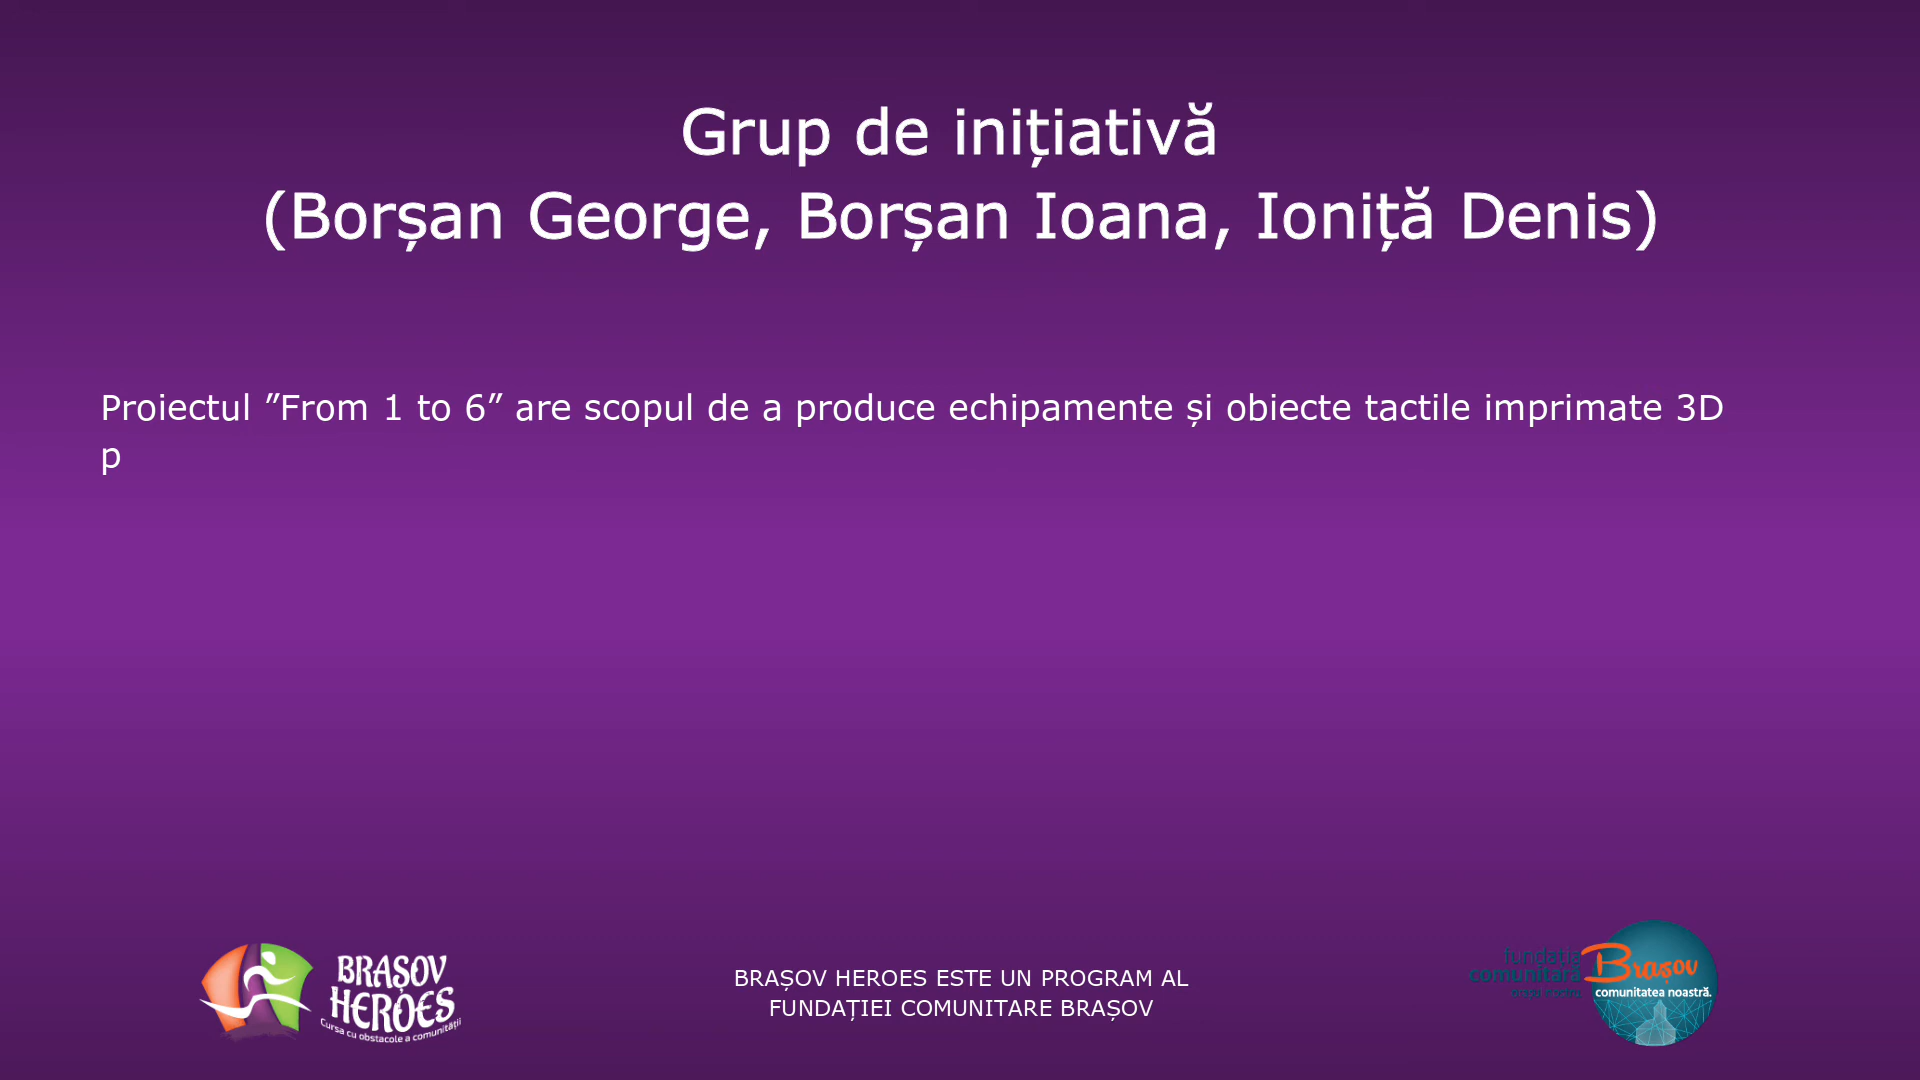 Grup de inițiativă
(Borșan George, Borșan Ioana, Ioniță Denis)
Proiectul ”From 1 to 6” are scopul de a produce echipamente și obiecte tactile imprimate 3D
p
BRAȘOV HEROES ESTE UN PROGRAM AL
FUNDAȚIEI COMUNITARE BRAȘOV
BRAȘOV
HEROES
Cursa cu obstacole a comunității
fundația
comunitară
Brașov
comunitatea noastră.